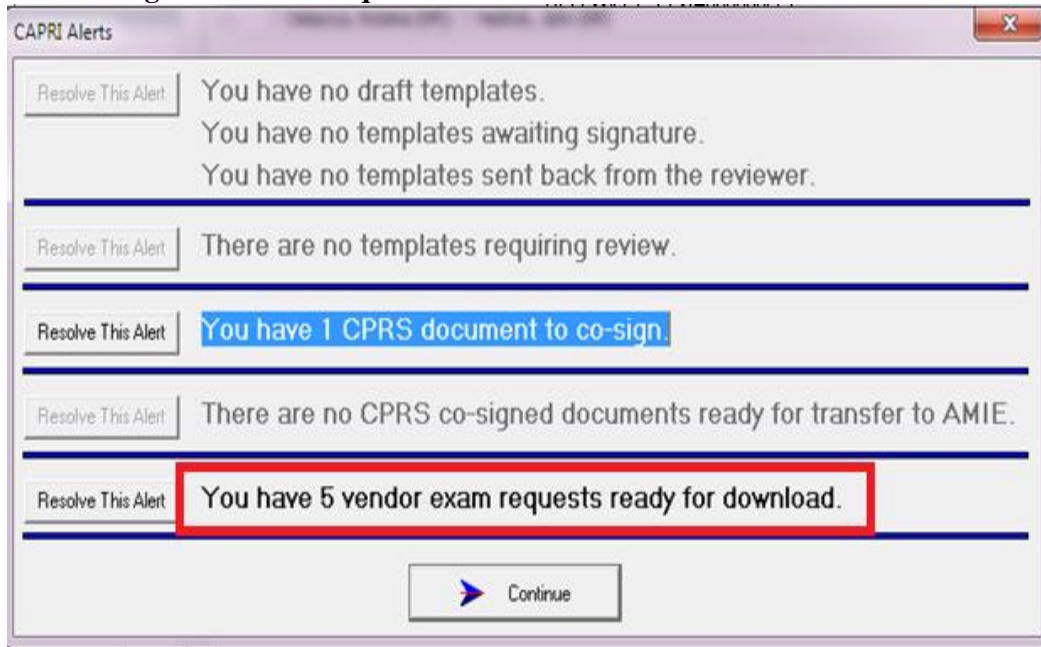 CAPRI Alerts
Resolve This Alert
You have no draft templates.
You have no templates awaiting signature.
You have no templates sent back from the reviewer.
Resolve This Alert
There are no templates requiring review.
Resolve This Alert
You have 1 CPRS document to co-sign.
Resolve This Alert
There are no CPRS co-signed documents ready for transfer to AMIE.
Resolve This Alert
You have 5 vendor exam requests ready for download.
Continue